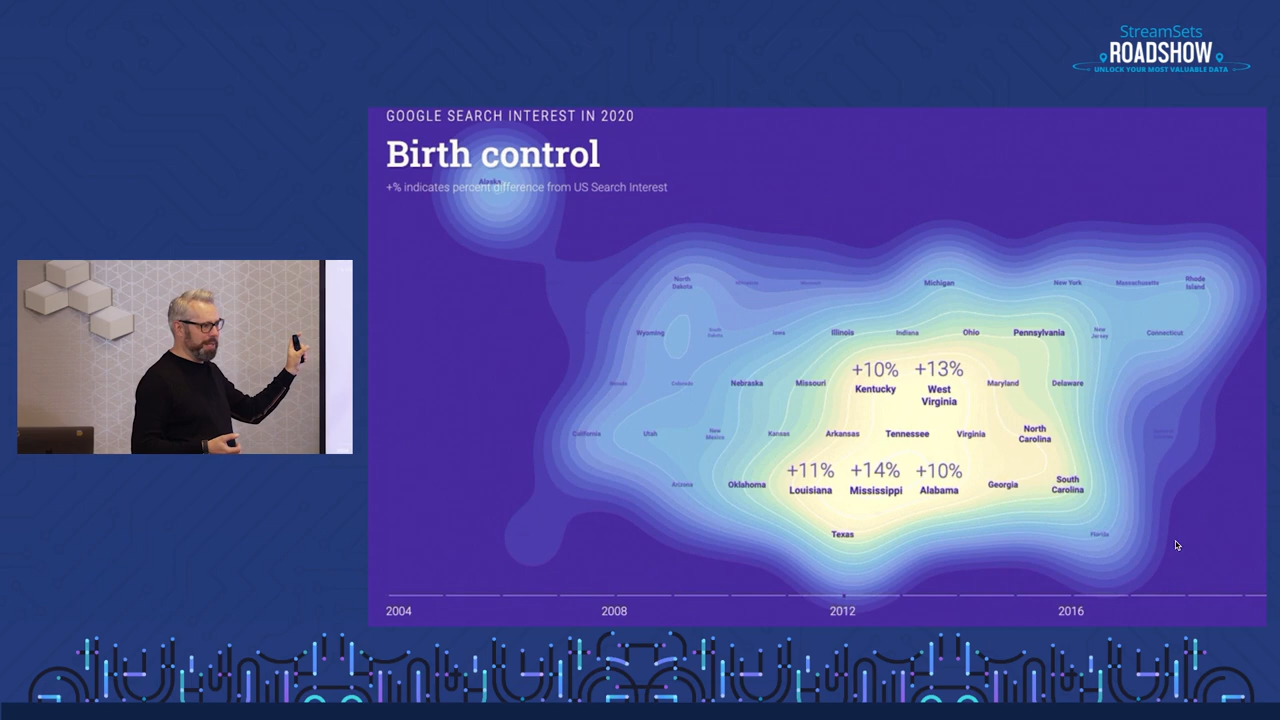 StreamSets
ROADSHOW
UNLOCK YOUR MOST VALUABLE DATA
GOOGLE SEARCH INTEREST IN 2020
Birth control
Alaska
+% indicates percent difference from US Search Interest
North Dakota
Michigan
New York
Massachusetts
Rhode Island
Wyoming
South Dakota
Iowa
Illinois
Indiana
Ohio
Pennsylvania
New Jersey
Connecticut
+10%
+13%
Nevada
Colorado
Nebraska
Missouri
Kentucky
West Virginia
Maryland
Delaware
California
Utah
New Mexico
Kansas
Arkansas
Tennessee
Virginia
North Carolina
+11%
+14%
+10%
Arizona
Oklahoma
Louisiana
Mississippi
Alabama
Georgia
South Carolina
Texas
Florida
2004
2008
2012
2016